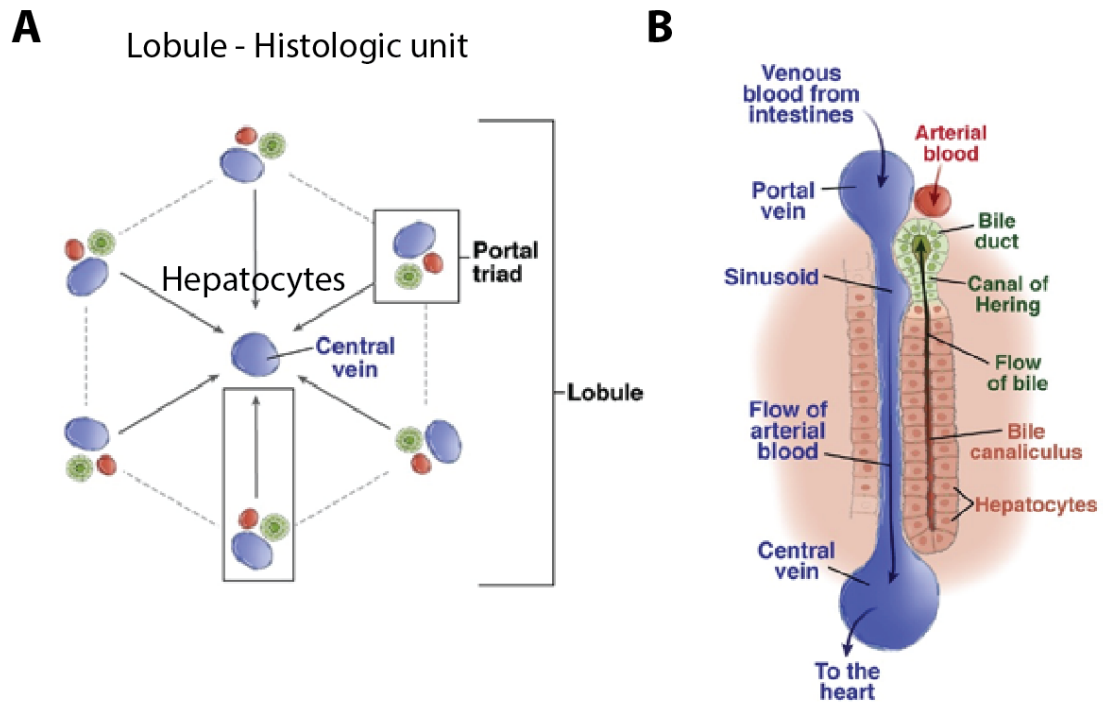 A
Lobule - Histologic unit
Portal
triad
Hepatocytes
Central
vein
Lobule
B
Venous
blood from
intestines
Arterial
blood
Portal
vein
Bile
duct
Sinusoid
Canal of
Hering
Flow
of bile
Flow of
arterial
blood
Bile
canaliculus
Hepatocytes
Central
vein
To the
heart